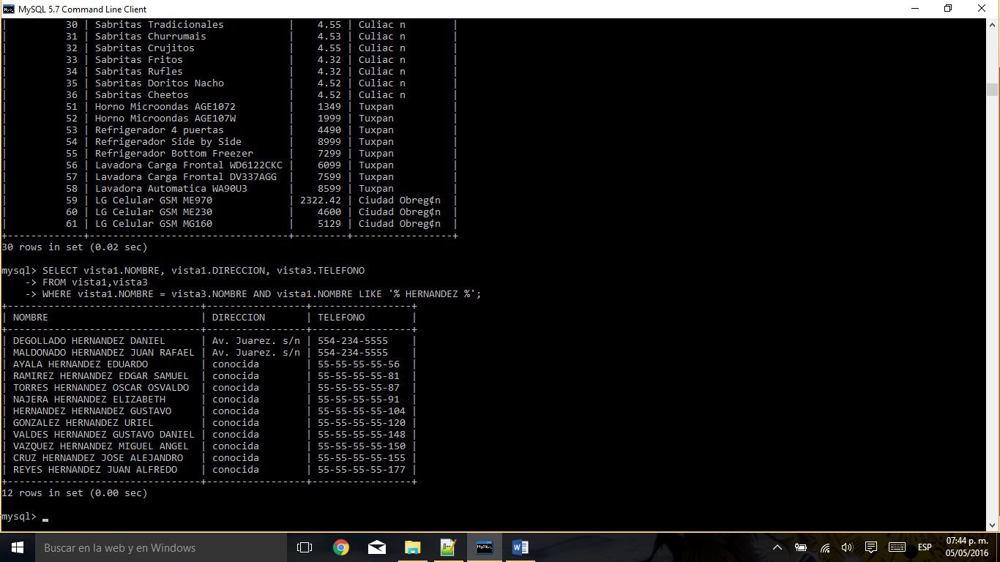 MySQL 5.7 Command Line Client
|          30 | Sabritas Tradicionales           |    4.55 | Culiac n        |
|          31 | Sabritas Churrumais              |    4.53 | Culiac n        |
|          32 | Sabritas Crujitos                |    4.55 | Culiac n        |
|          33 | Sabritas Fritos                  |    4.32 | Culiac n        |
|          34 | Sabritas Rufles                  |    4.32 | Culiac n        |
|          35 | Sabritas Doritos Nacho           |    4.52 | Culiac n        |
|          36 | Sabritas Cheetos                 |    4.52 | Culiac n        |
|          51 | Horno Microondas AGE1072         |    1349 | Tuxpan          |
|          52 | Horno Microondas AGE107W         |    1999 | Tuxpan          |
|          53 | Refrigerador 4 puertas           |    4490 | Tuxpan          |
|          54 | Refrigerador Side by Side        |    8999 | Tuxpan          |
|          55 | Refrigerador Bottom Freezer      |    7299 | Tuxpan          |
|          56 | Lavadora Carga Frontal WD6122CKC |    6099 | Tuxpan          |
|          57 | Lavadora Carga Frontal DV337AGG  |    7599 | Tuxpan          |
|          58 | Lavadora Automatica WA90U3       |    8599 | Tuxpan          |
|          59 | LG Celular GSM ME970             | 2322.42 | Ciudad Obreg¢n  |
|          60 | LG Celular GSM ME230             |    4600 | Ciudad Obreg¢n  |
|          61 | LG Celular GSM MG160             |    5129 | Ciudad Obreg¢n  |
+-------------+----------------------------------+---------+-----------------+
30 rows in set (0.02 sec)
mysql> SELECT vista1.NOMBRE, vista1.DIRECCION, vista3.TELEFONO
    -> FROM vista1,vista3
    -> WHERE vista1.NOMBRE = vista3.NOMBRE AND vista1.NOMBRE LIKE '% HERNANDEZ %';
+---------------------------------+-----------------+-----------------+
| NOMBRE                          | DIRECCION       | TELEFONO        |
+---------------------------------+-----------------+-----------------+
| DEGOLLADO HERNANDEZ DANIEL      | Av. Juarez. s/n | 554-234-5555    |
| MALDONADO HERNANDEZ JUAN RAFAEL | Av. Juarez. s/n | 554-234-5555    |
| AYALA HERNANDEZ EDUARDO         | conocida        | 55-55-55-55-56  |
| RAMIREZ HERNANDEZ EDGAR SAMUEL  | conocida        | 55-55-55-55-81  |
| TORRES HERNANDEZ OSCAR OSVALDO  | conocida        | 55-55-55-55-87  |
| NAJERA HERNANDEZ ELIZABETH      | conocida        | 55-55-55-55-91  |
| HERNANDEZ HERNANDEZ GUSTAVO     | conocida        | 55-55-55-55-104 |
| GONZALEZ HERNANDEZ URIEL        | conocida        | 55-55-55-55-120 |
| VALDES HERNANDEZ GUSTAVO DANIEL | conocida        | 55-55-55-55-148 |
| VAZQUEZ HERNANDEZ MIGUEL ANGEL  | conocida        | 55-55-55-55-150 |
| CRUZ HERNANDEZ JOSE ALEJANDRO   | conocida        | 55-55-55-55-155 |
| REYES HERNANDEZ JUAN ALFREDO    | conocida        | 55-55-55-55-177 |
+---------------------------------+-----------------+-----------------+
12 rows in set (0.00 sec)
mysql> _
Buscar en la web y en Windows
ESP
07:44 p. m.
05/05/2016